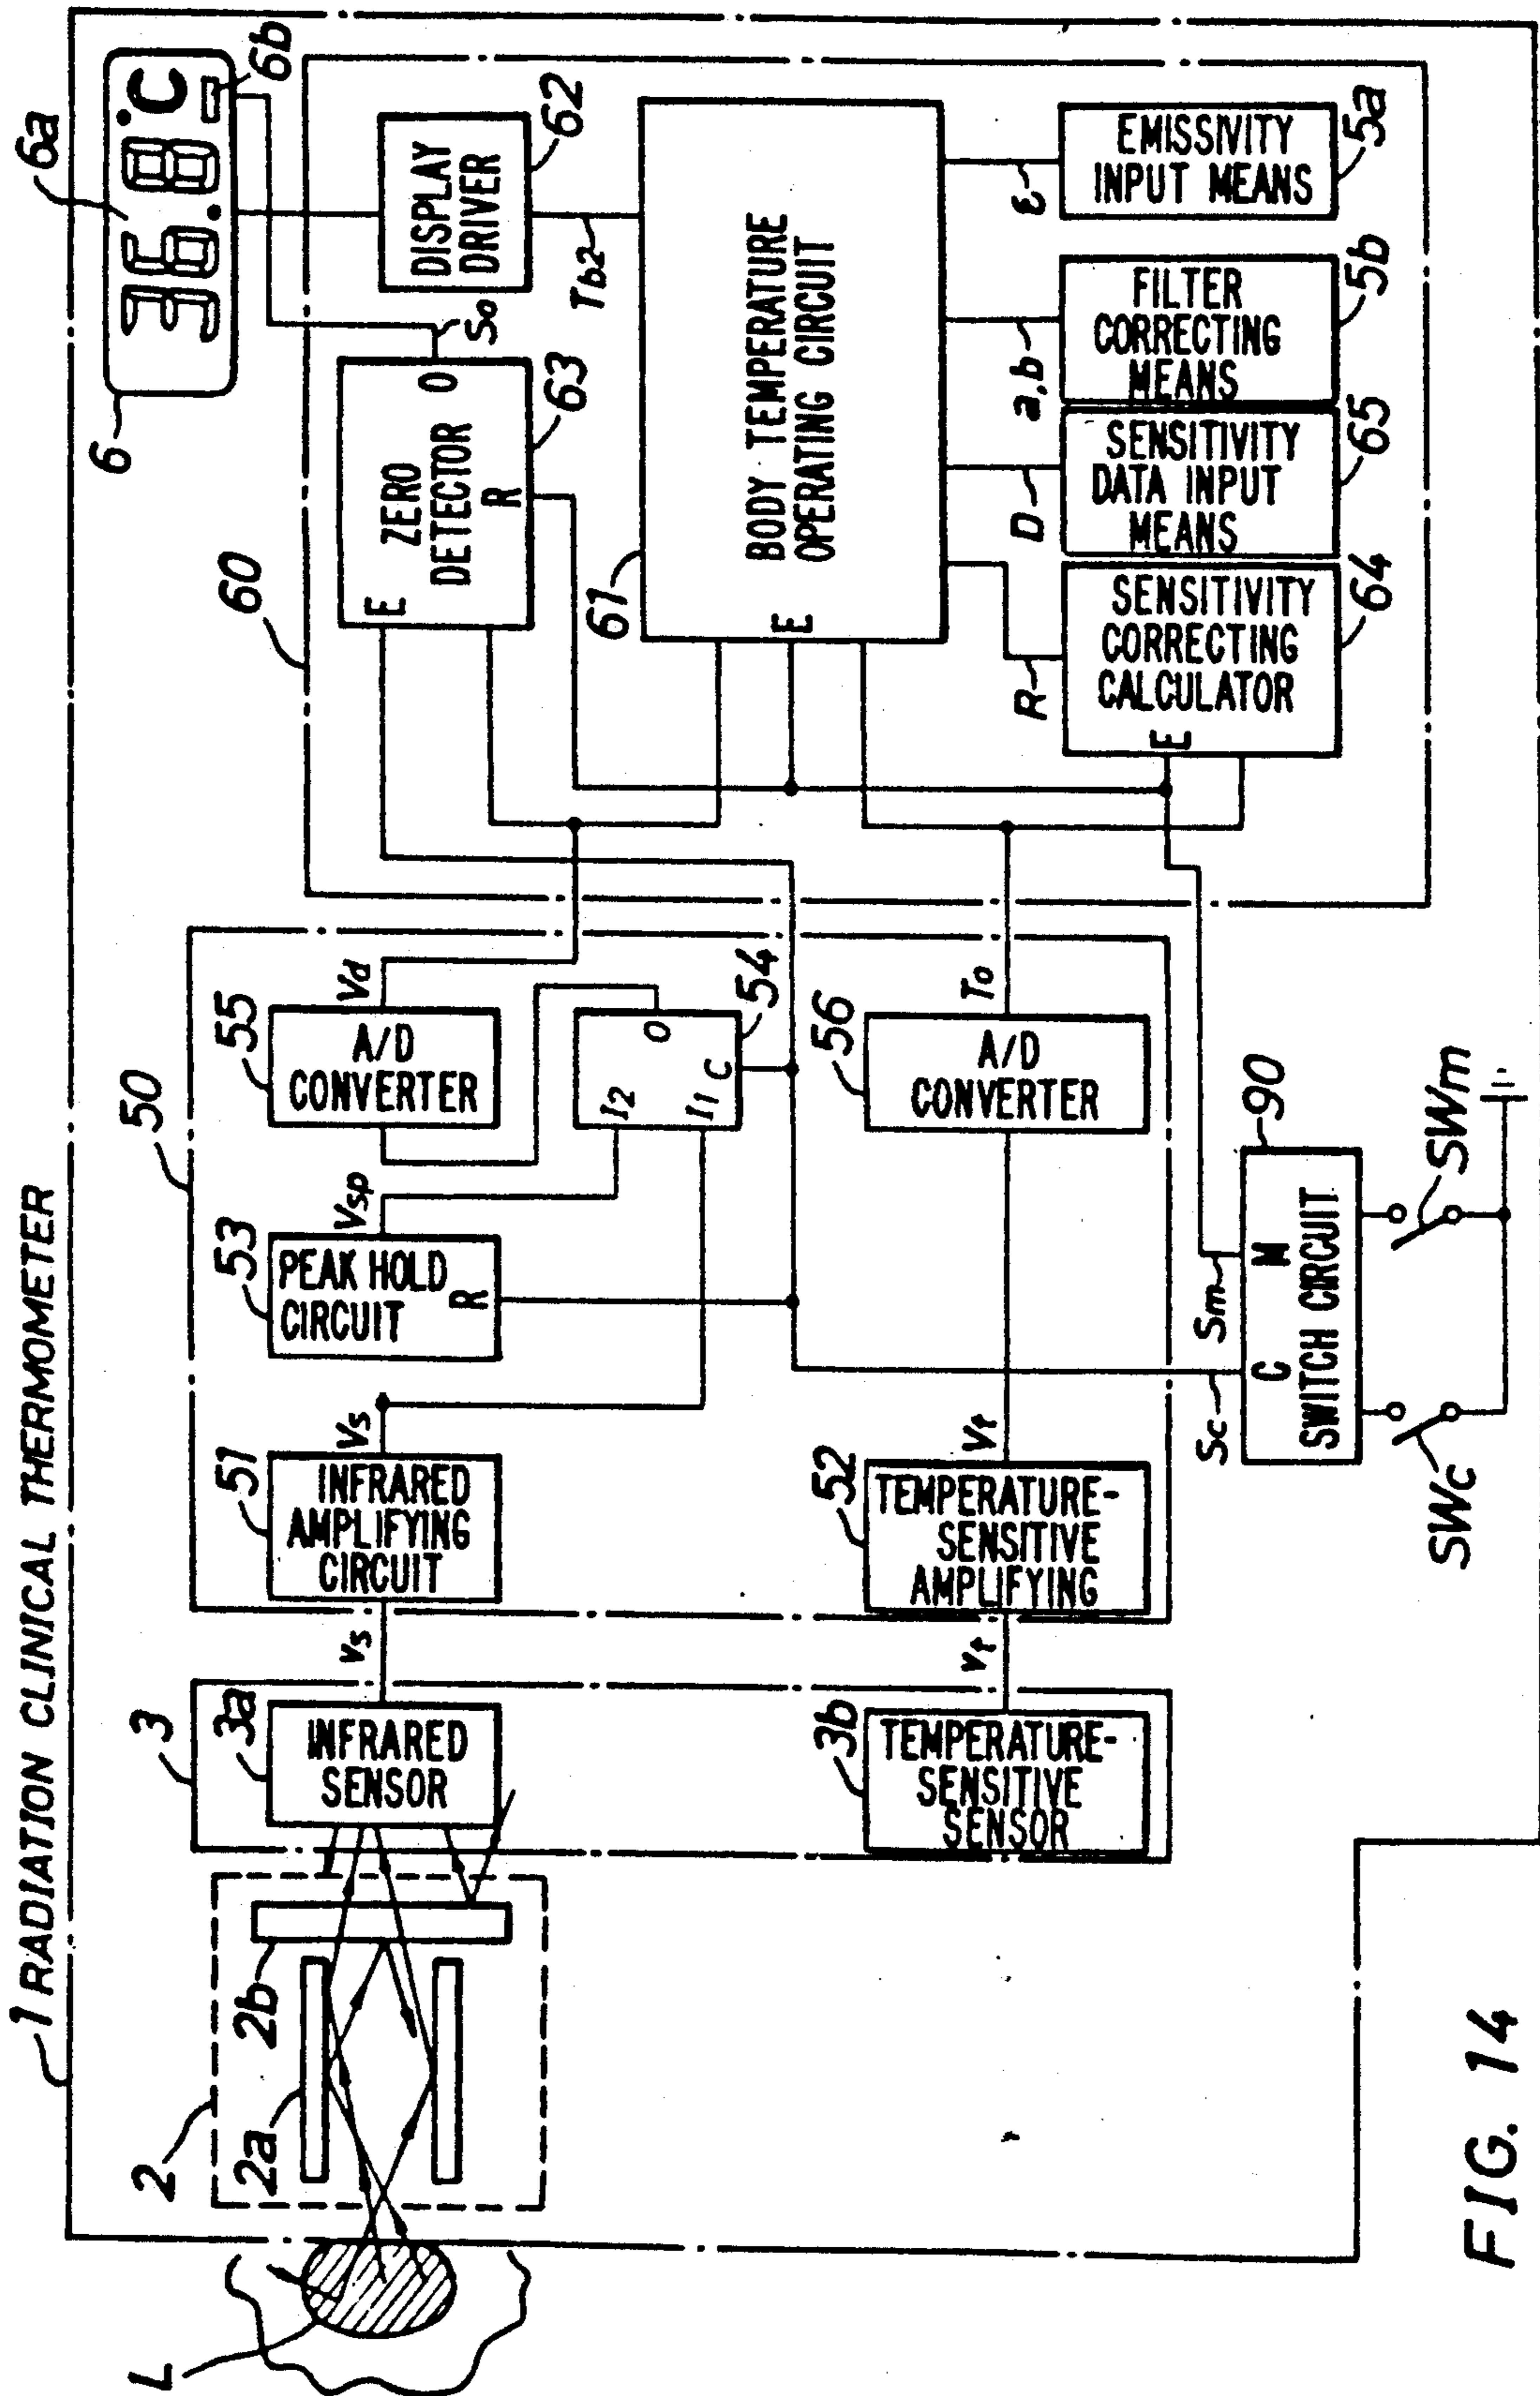 1 RADIATION CLINICAL THERMOMETER
L
2
2a
2b
3
3a
INFRARED
SENSOR
3b
TEMPERATURE-
SENSITIVE
SENSOR
vs
vt
50
51
INFRARED
AMPLIFYING
CIRCUIT
Vs
52
TEMPERATURE-
SENSITIVE
AMPLIFYING
Vt
53
PEAK HOLD
CIRCUIT
R
Vsp
55
A/D
CONVERTER
Vd
I2
I1
C
O
54
56
A/D
CONVERTER
To
Sc
Sm
C M
SWITCH CIRCUIT
90
SWc
SWm
60
E
ZERO
DETECTOR
R
O
63
So
61
E
BODY TEMPERATURE
OPERATING CIRCUIT
Tb2
DISPLAY
DRIVER
62
6
36.8°C
6a
6b
R
D
a,b
ε
E
SENSITIVITY
CORRECTING
CALCULATOR
64
SENSITIVITY
DATA INPUT
MEANS
65
FILTER
CORRECTING
MEANS
5b
EMISSIVITY
INPUT MEANS
5a
FIG. 14